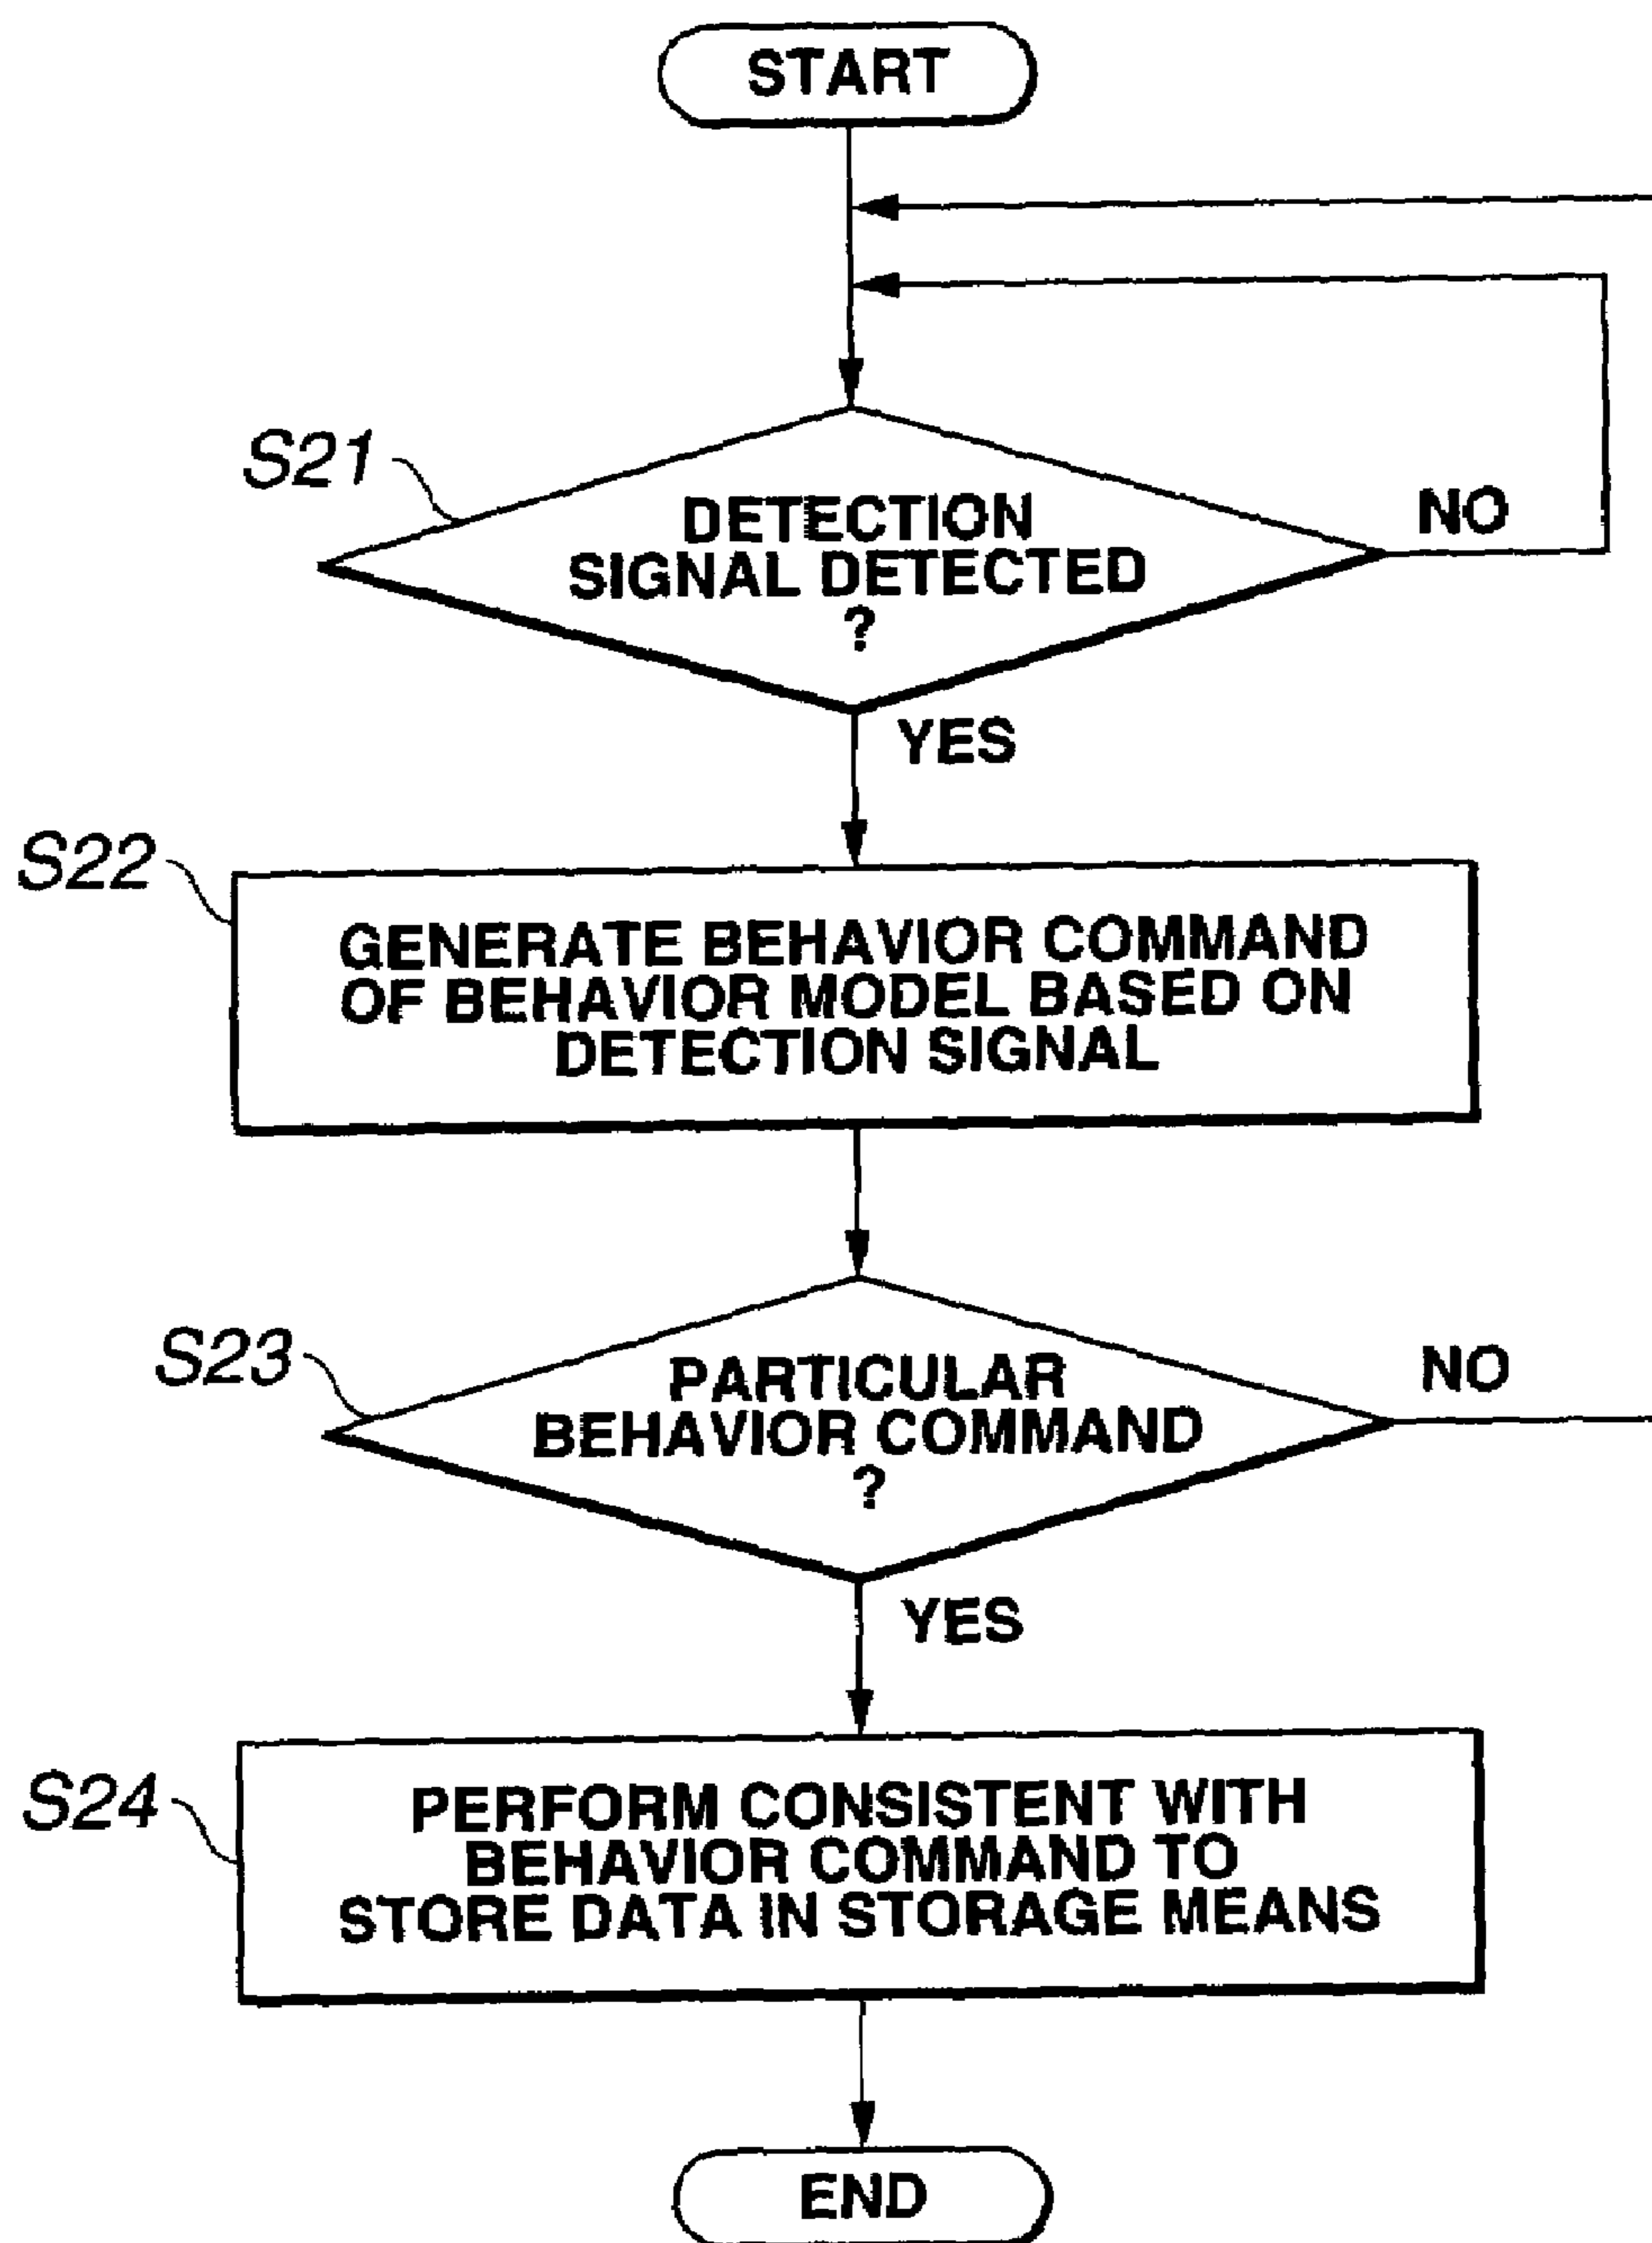 START
S21
DETECTION
SIGNAL DETECTED
?
NO
YES
S22
GENERATE BEHAVIOR COMMAND
OF BEHAVIOR MODEL BASED ON
DETECTION SIGNAL
S23
PARTICULAR
BEHAVIOR COMMAND
?
NO
YES
S24
PERFORM CONSISTENT WITH
BEHAVIOR COMMAND TO
STORE DATA IN STORAGE MEANS
END